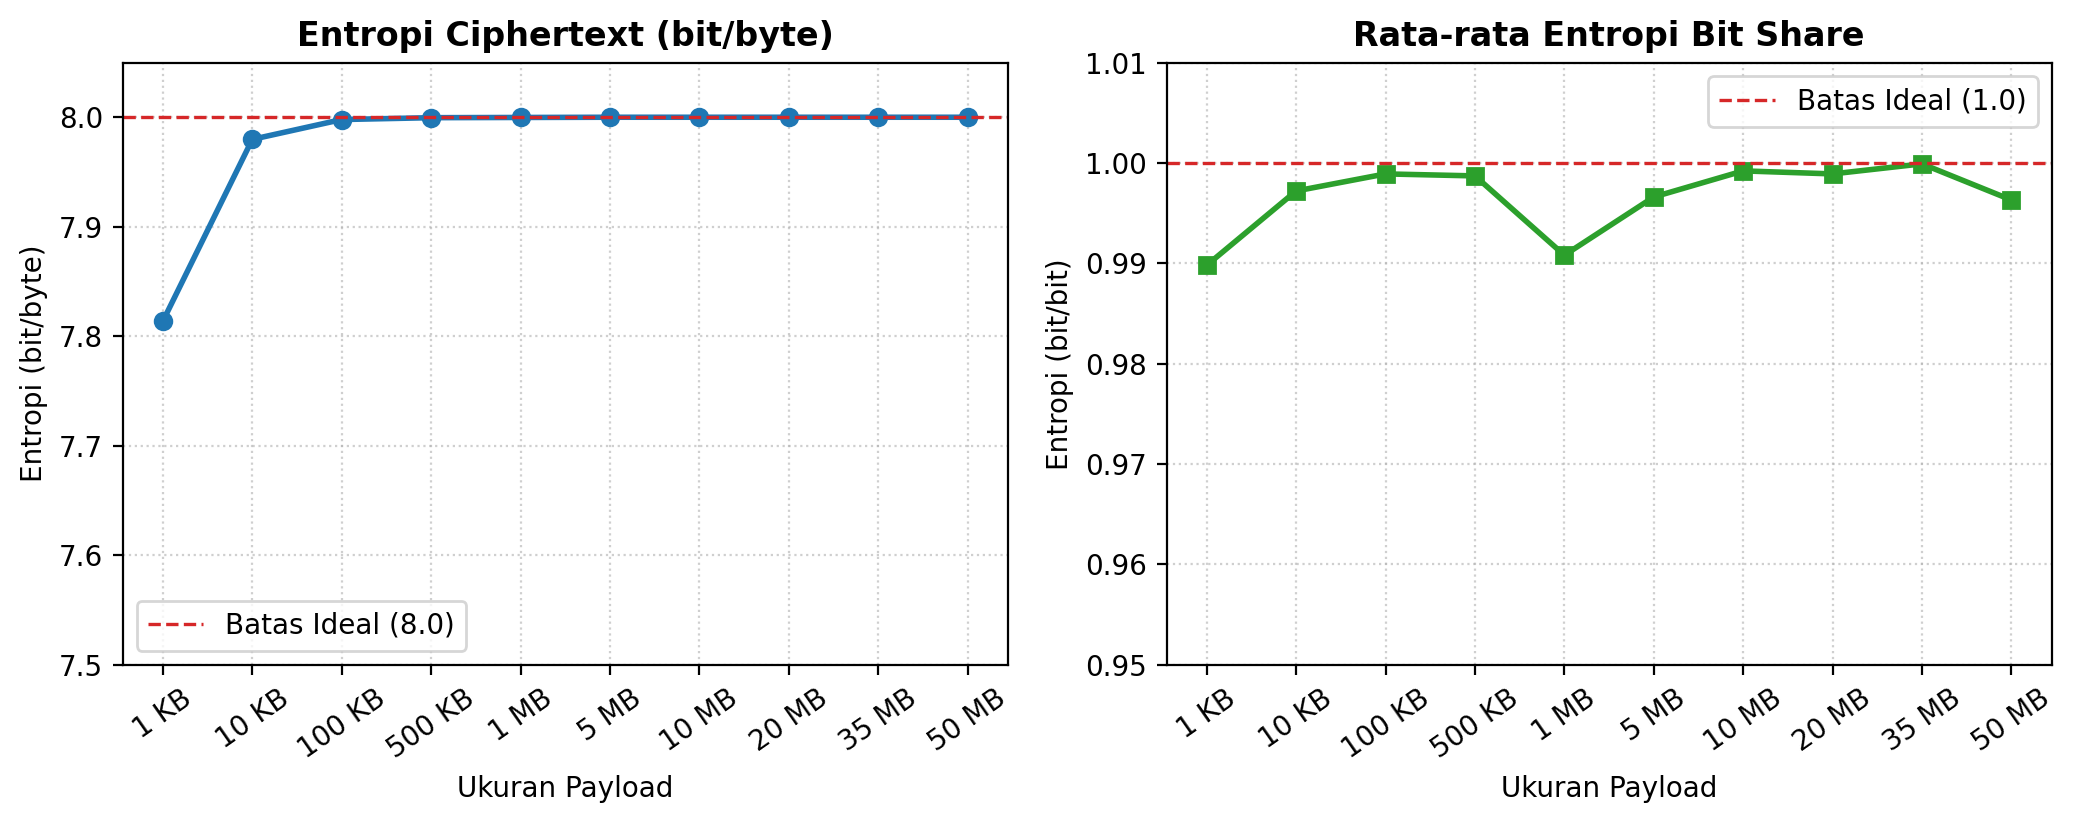 Entropi Ciphertext (bit/byte)
Entropi (bit/byte)
8.0
7.9
7.8
7.7
7.6
7.5
Batas Ideal (8.0)
1 KB
10 KB
100 KB
500 KB
1 MB
5 MB
10 MB
20 MB
35 MB
50 MB
Ukuran Payload
Rata-rata Entropi Bit Share
Entropi (bit/bit)
1.01
1.00
0.99
0.98
0.97
0.96
0.95
Batas Ideal (1.0)
1 KB
10 KB
100 KB
500 KB
1 MB
5 MB
10 MB
20 MB
35 MB
50 MB
Ukuran Payload